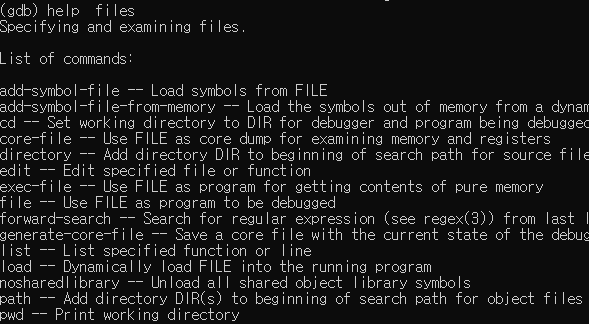 (gdb) help  files
Specifying and examining files.

List of commands:

add-symbol-file -- Load symbols from FILE
add-symbol-file-from-memory -- Load the symbols out of memory from a dynam
cd -- Set working directory to DIR for debugger and program being debugged
core-file -- Use FILE as core dump for examining memory and registers
directory -- Add directory DIR to beginning of search path for source file
edit -- Edit specified file or function
exec-file -- Use FILE as program for getting contents of pure memory
file -- Use FILE as program to be debugged
forward-search -- Search for regular expression (see regex(3)) from last l
generate-core-file -- Save a core file with the current state of the debug
list -- List specified function or line
load -- Dynamically load FILE into the running program
nosharedlibrary -- Unload all shared object library symbols
path -- Add directory DIR(s) to beginning of search path for object files
pwd -- Print working directory